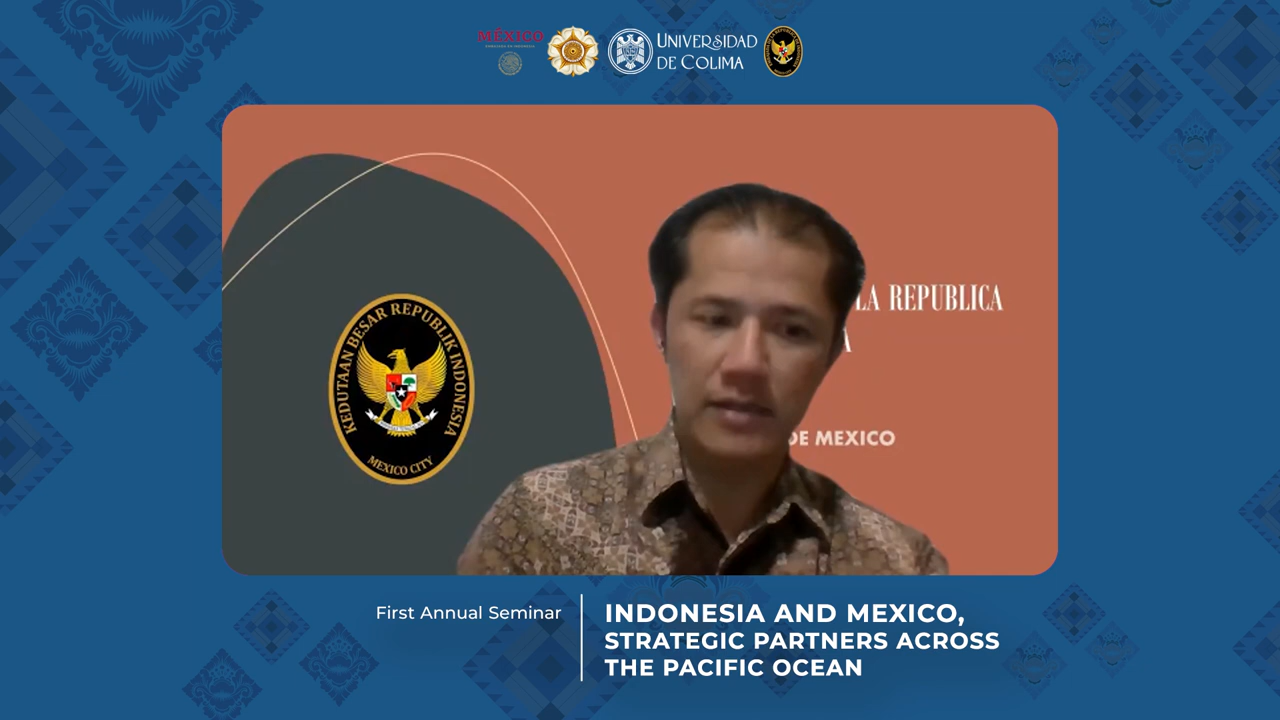 MÉXICO
UNIVERSIDAD
DE COLIMA
LA REPUBLICA
A
KEDUTAAN BESAR REPUBLIK INDONESIA
MEXICO CITY
DE MEXICO
First Annual Seminar
INDONESIA AND MEXICO,
STRATEGIC PARTNERS ACROSS
THE PACIFIC OCEAN